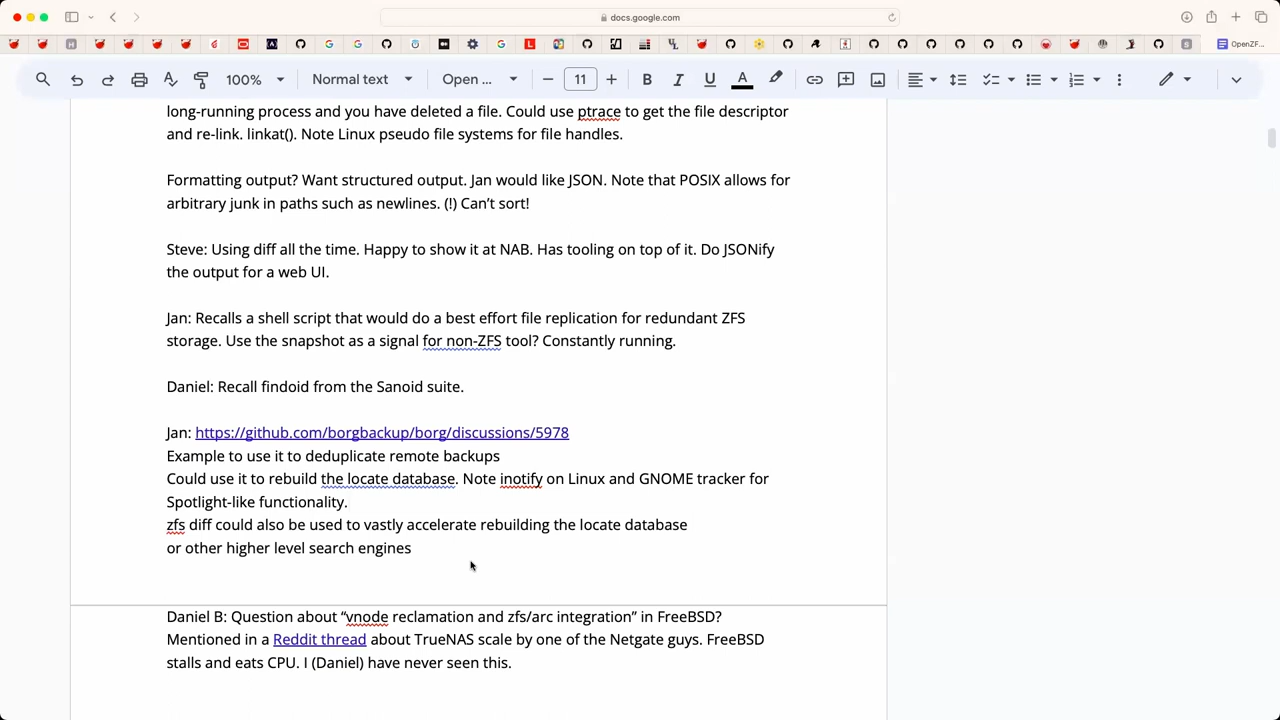 docs.google.com
OpenZF...
100%
Normal text
Open ...
11
long-running process and you have deleted a file. Could use ptrace to get the file descriptor
and re-link. linkat(). Note Linux pseudo file systems for file handles.
Formatting output? Want structured output. Jan would like JSON. Note that POSIX allows for
arbitrary junk in paths such as newlines. (!) Can't sort!
Steve: Using diff all the time. Happy to show it at NAB. Has tooling on top of it. Do JSONify
the output for a web UI.
Jan: Recalls a shell script that would do a best effort file replication for redundant ZFS
storage. Use the snapshot as a signal for non-ZFS tool? Constantly running.
Daniel: Recall findoid from the Sanoid suite.
Jan: https://github.com/borgbackup/borg/discussions/5978
Example to use it to deduplicate remote backups
Could use it to rebuild the locate database. Note inotify on Linux and GNOME tracker for
Spotlight-like functionality.
zfs diff could also be used to vastly accelerate rebuilding the locate database
or other higher level search engines
Daniel B: Question about “vnode reclamation and zfs/arc integration” in FreeBSD?
Mentioned in a Reddit thread about TrueNAS scale by one of the Netgate guys. FreeBSD
stalls and eats CPU. I (Daniel) have never seen this.